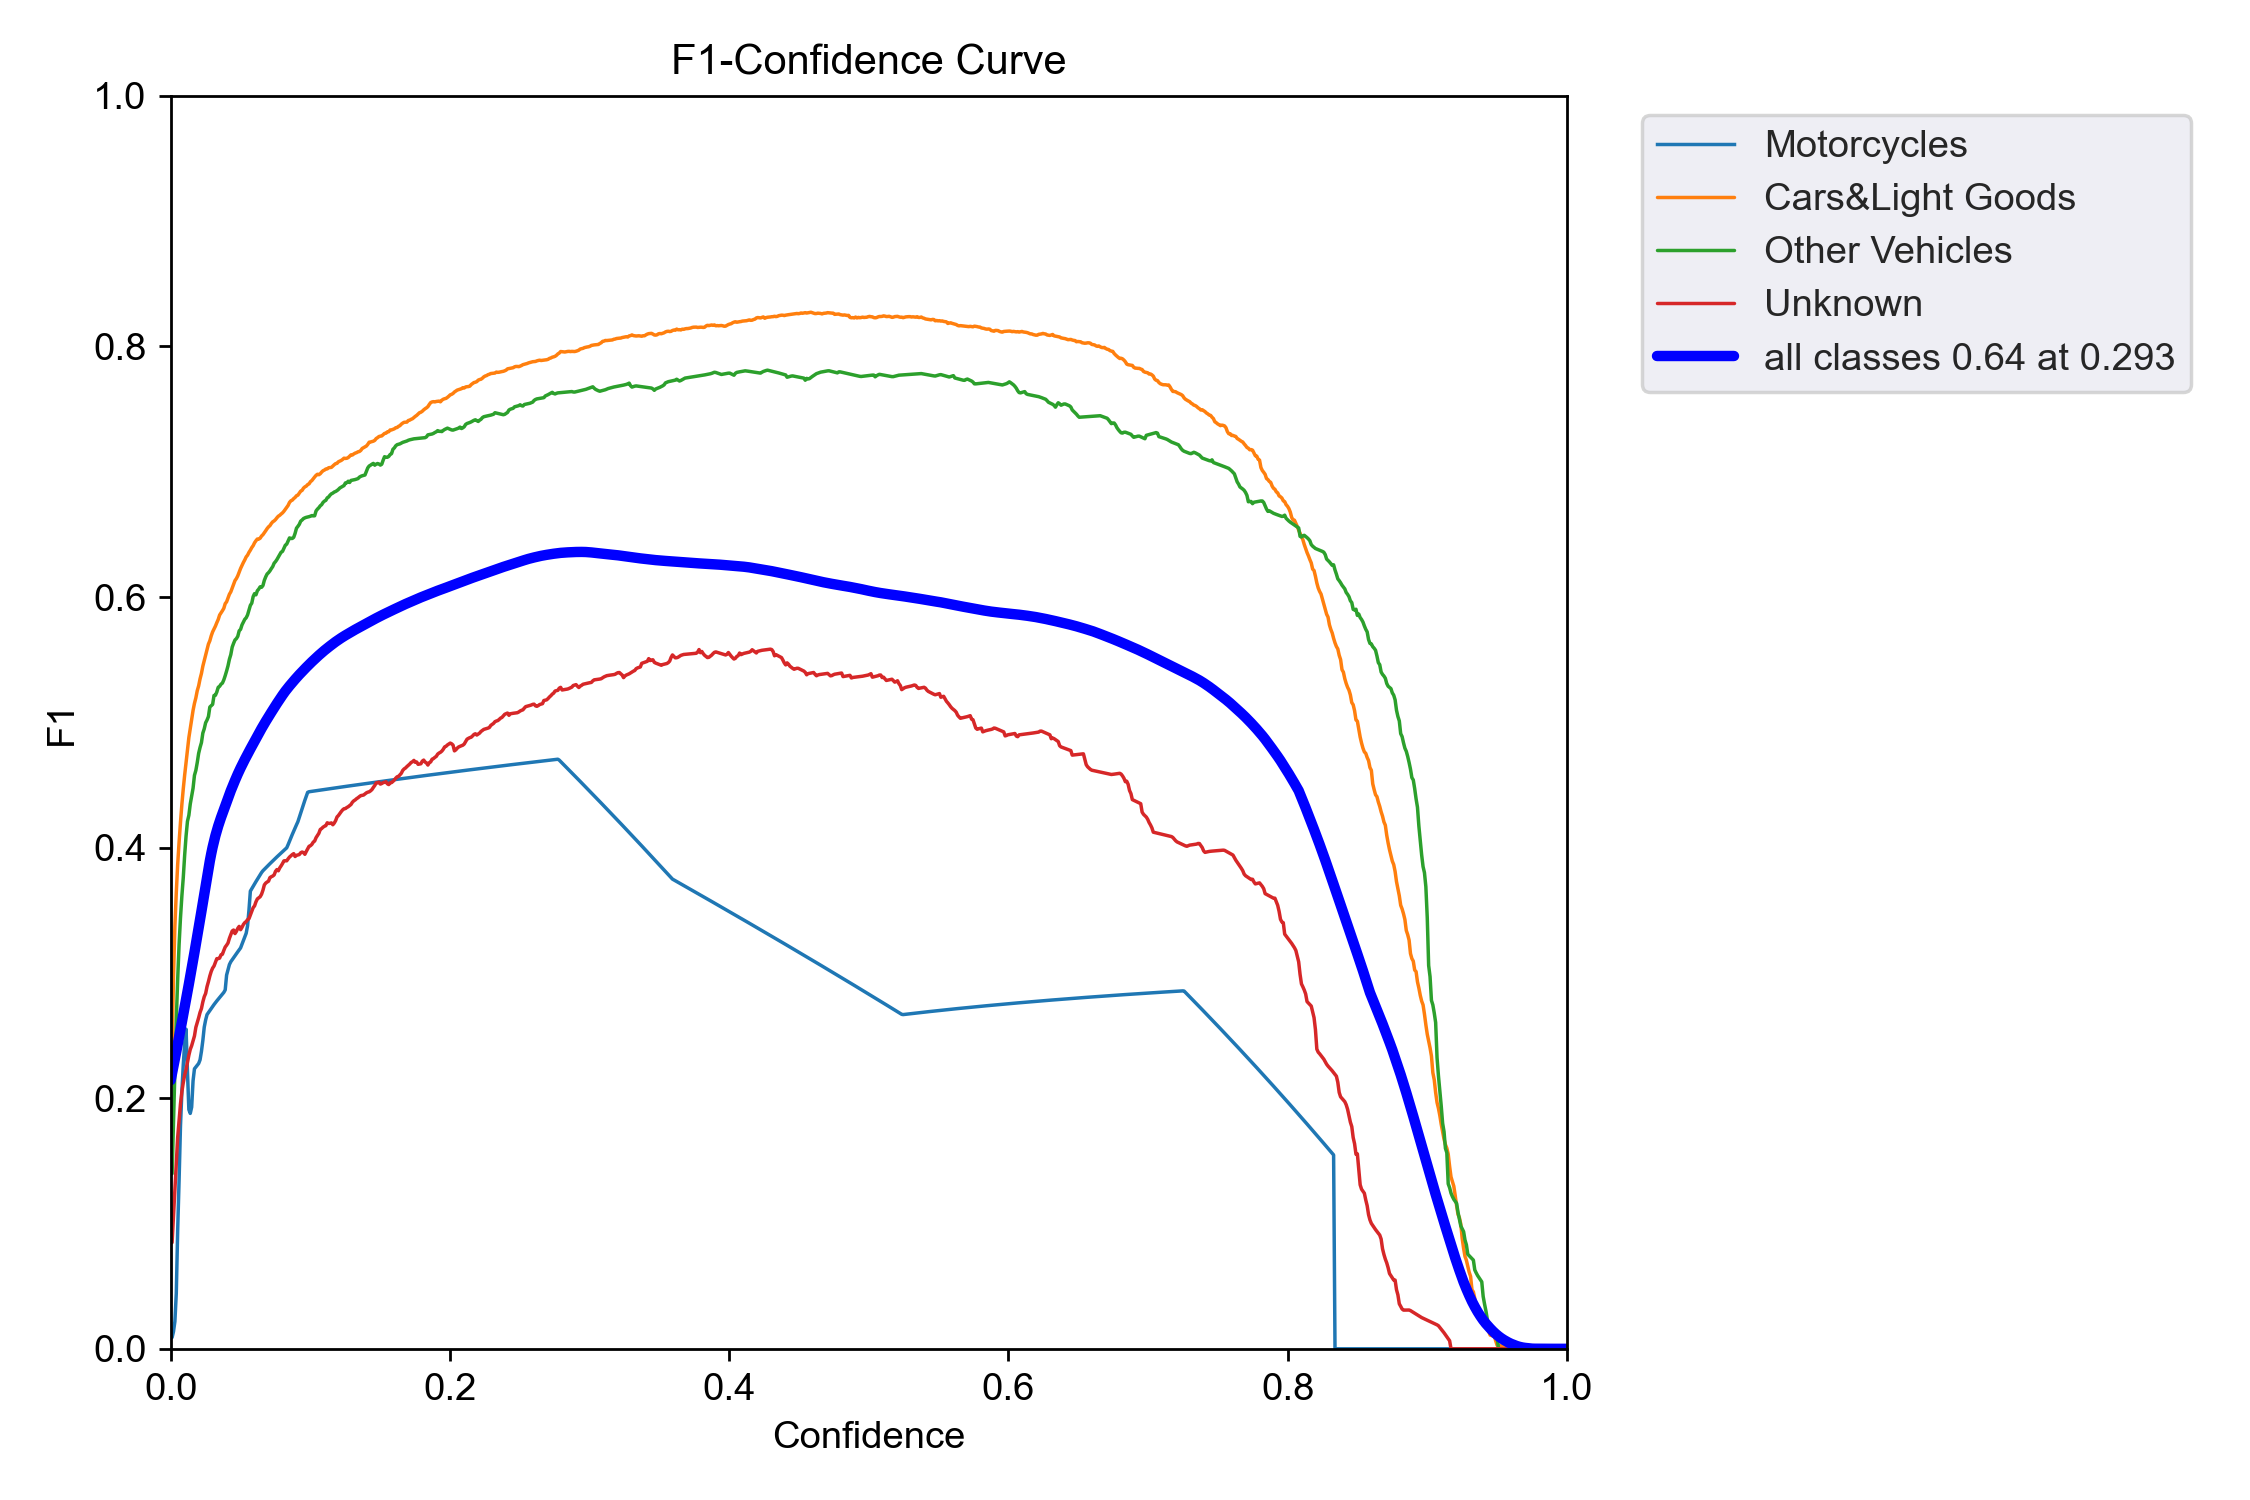 F1-Confidence Curve
1.0
0.8
0.6
0.4
0.2
0.0
F1
0.0 0.2 0.4 0.6 0.8 1.0
Confidence
Motorcycles
Cars&Light Goods
Other Vehicles
Unknown
all classes 0.64 at 0.293